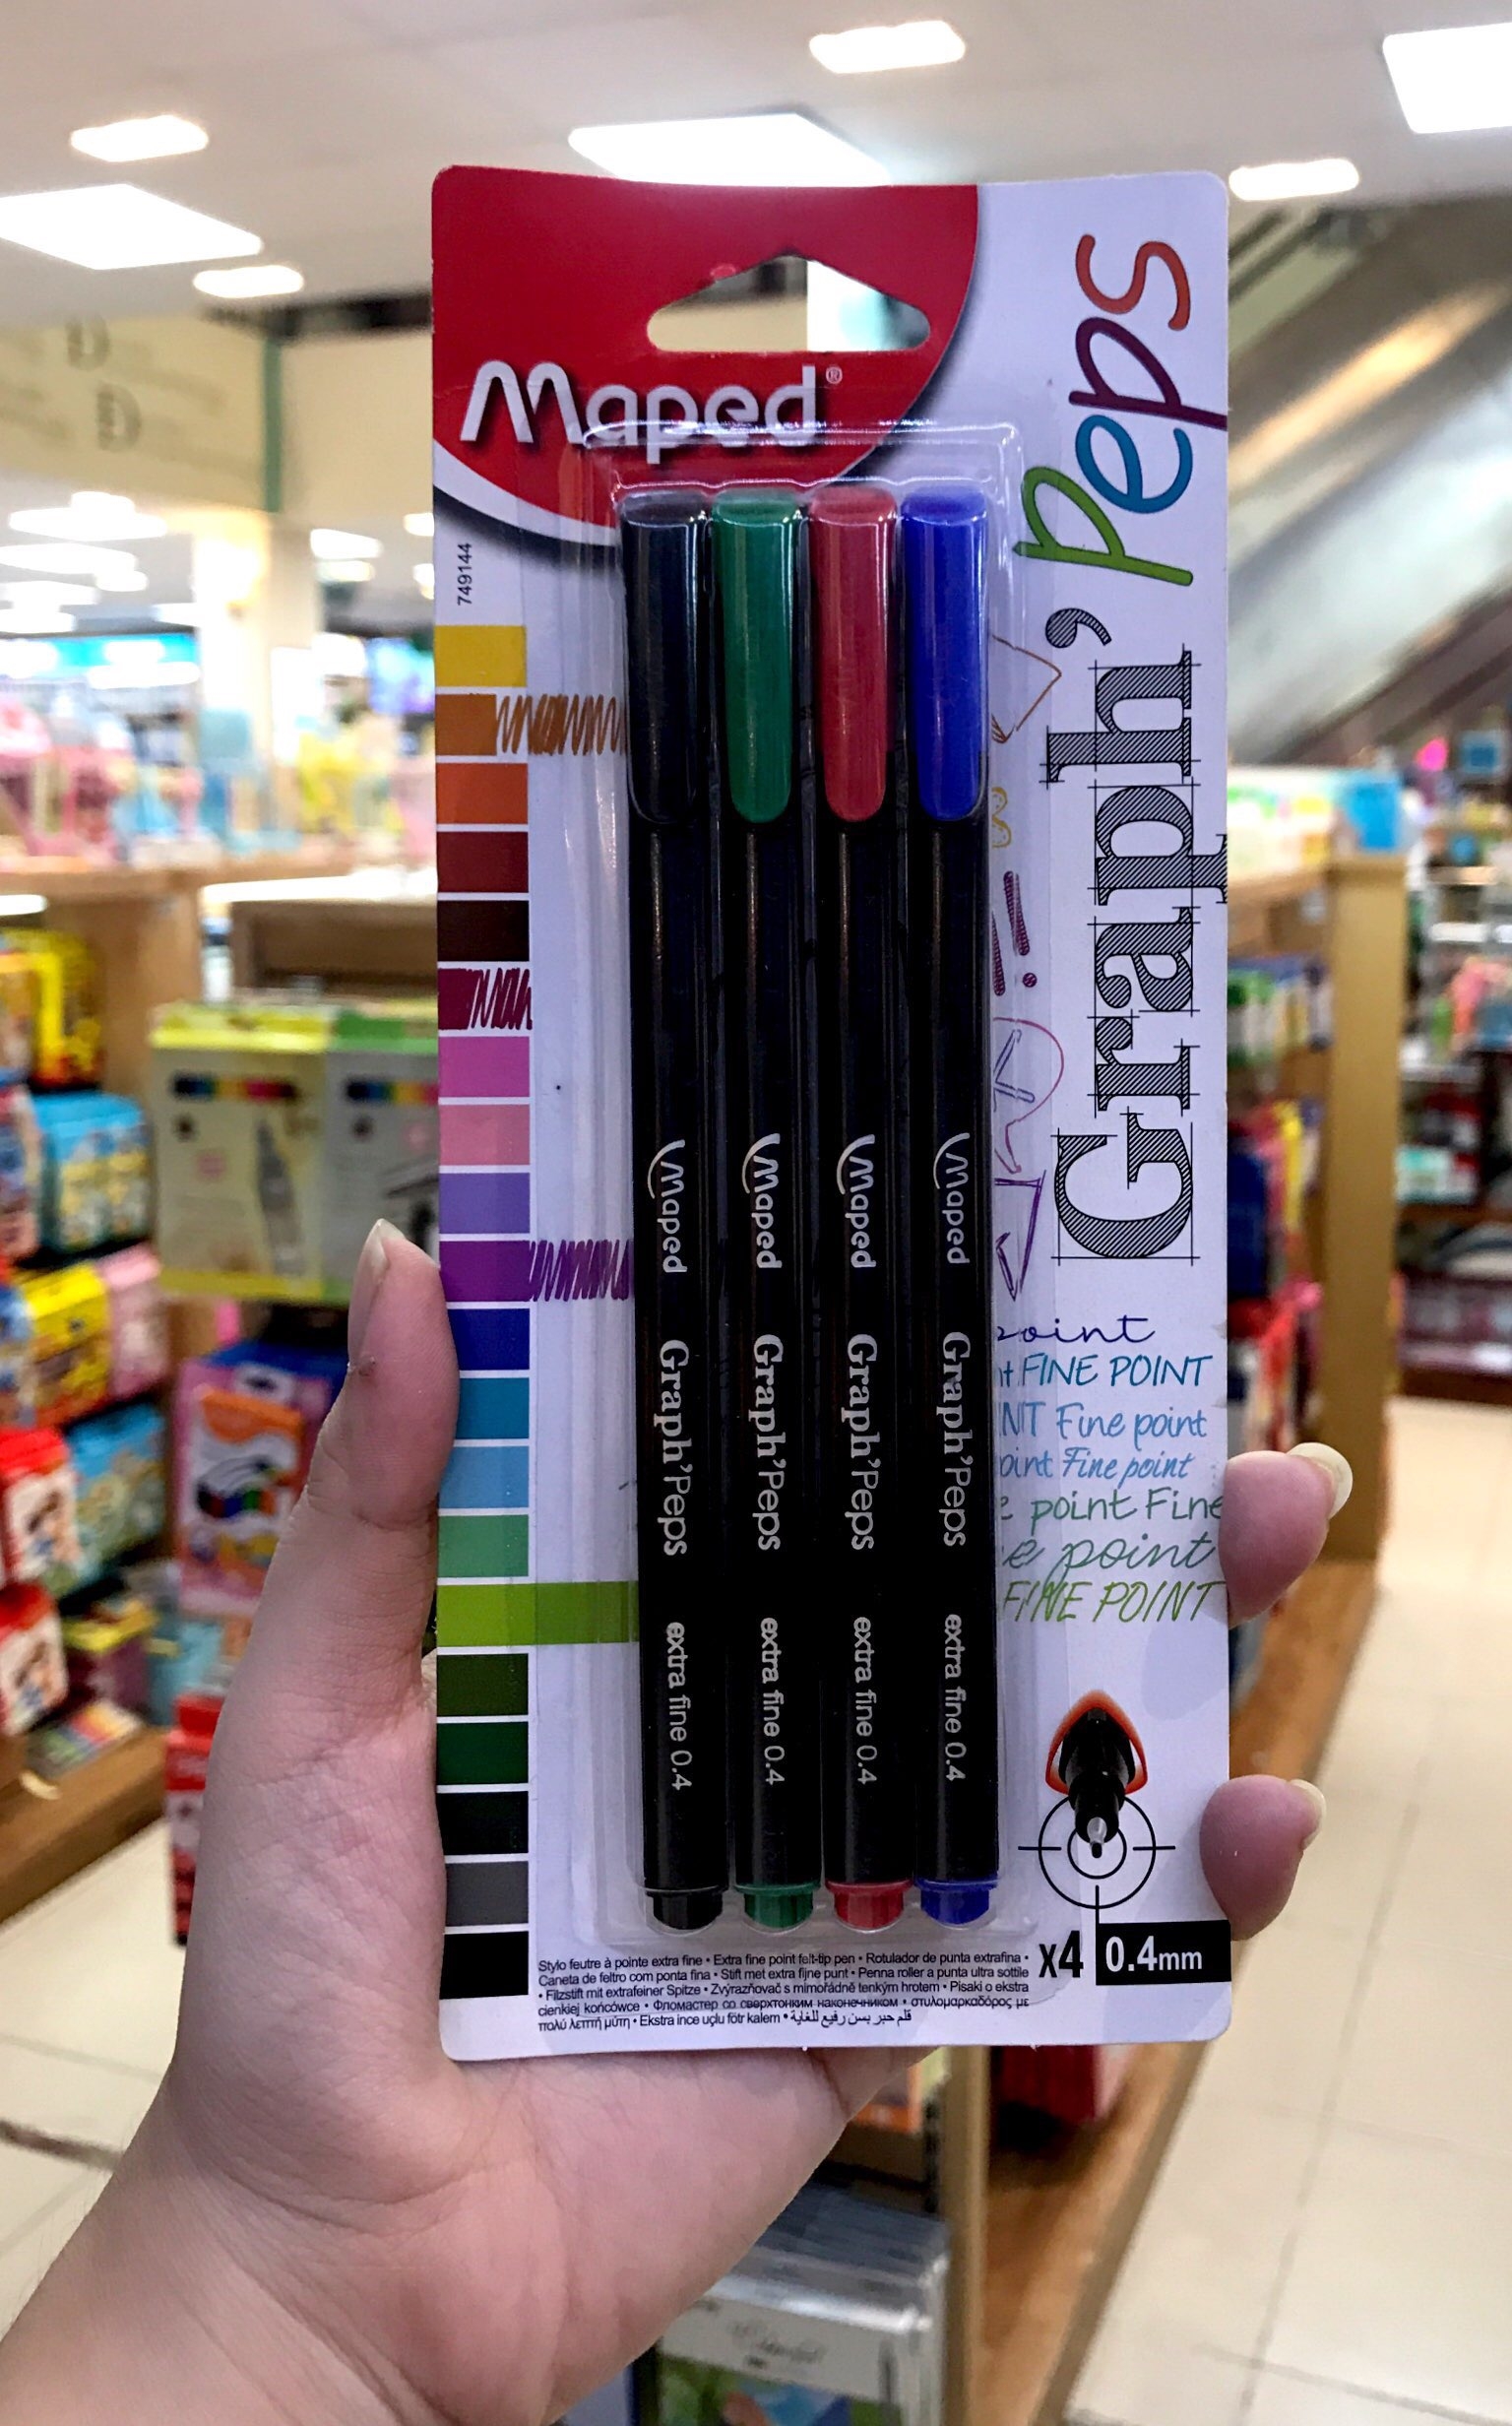 Maped®
749144
Graph' Peps
Maped Graph'Peps extra fine 0.4
Maped Graph'Peps extra fine 0.4
Maped Graph'Peps extra fine 0.4
Maped Graph'Peps extra fine 0.4
point
FINE POINT
Fine point
Fine point
point Fine
point
FINE POINT
x4 0.4mm
Stylo feutre à pointe extra fine • Extra fine point felt-tip pen • Rotulador de punta extrafina •
Caneta de feltro com ponta fina • Stift met extra fijne punt • Penna roller a punta ultra sottile
• Filzstift mit extrafeiner Spitze • Zvýrazňovač s mimořádně tenkým hrotem • Pisaki o ekstra
cienkiej końcówce • Фломастер со сверхтонким наконечником • στυλομαρκαδόρος με
πολύ λεπτή μύτη • Ekstra ince uçlu fötr kalem • قلم حبر بسن رفيع للغاية